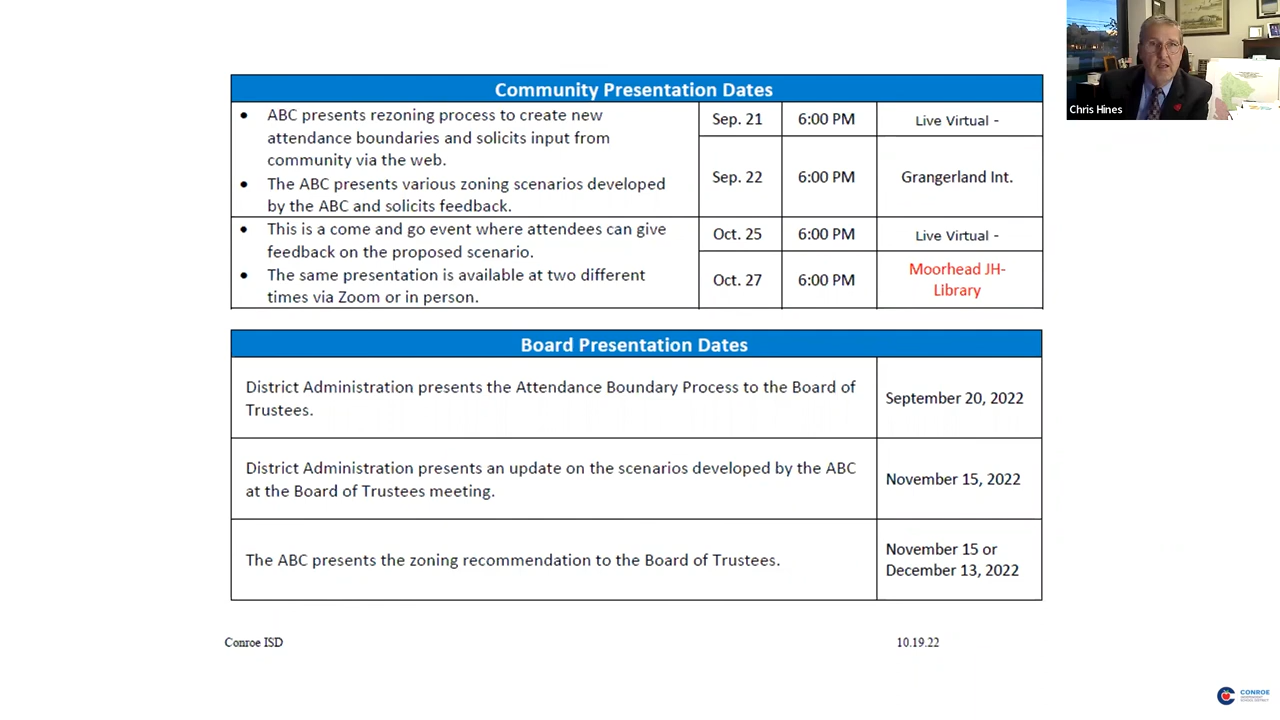 Chris Hines
Community Presentation Dates
• ABC presents rezoning process to create new
attendance boundaries and solicits input from
community via the web.
• The ABC presents various zoning scenarios developed
by the ABC and solicits feedback.
Sep. 21 6:00 PM Live Virtual -
Sep. 22 6:00 PM Grangerland Int.
• This is a come and go event where attendees can give
feedback on the proposed scenario.
• The same presentation is available at two different
times via Zoom or in person.
Oct. 25 6:00 PM Live Virtual -
Oct. 27 6:00 PM Moorhead JH-
Library
Board Presentation Dates
District Administration presents the Attendance Boundary Process to the Board of
Trustees.
September 20, 2022
District Administration presents an update on the scenarios developed by the ABC
at the Board of Trustees meeting.
November 15, 2022
The ABC presents the zoning recommendation to the Board of Trustees.
November 15 or
December 13, 2022
Conroe ISD 10.19.22
CONROE
INDEPENDENT
SCHOOL DISTRICT